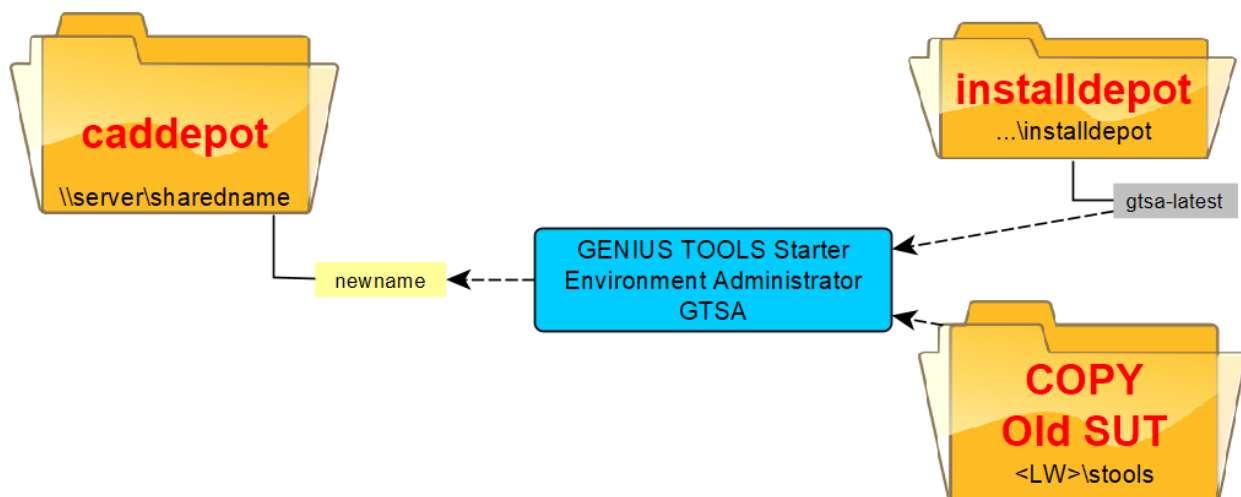 caddepot
\\server\sharedname
newname
GENIUS TOOLS Starter
Environment Administrator
GTSA
installdepot
...\installdepot
gtsa-latest
COPY
Old SUT
<LW>\stools